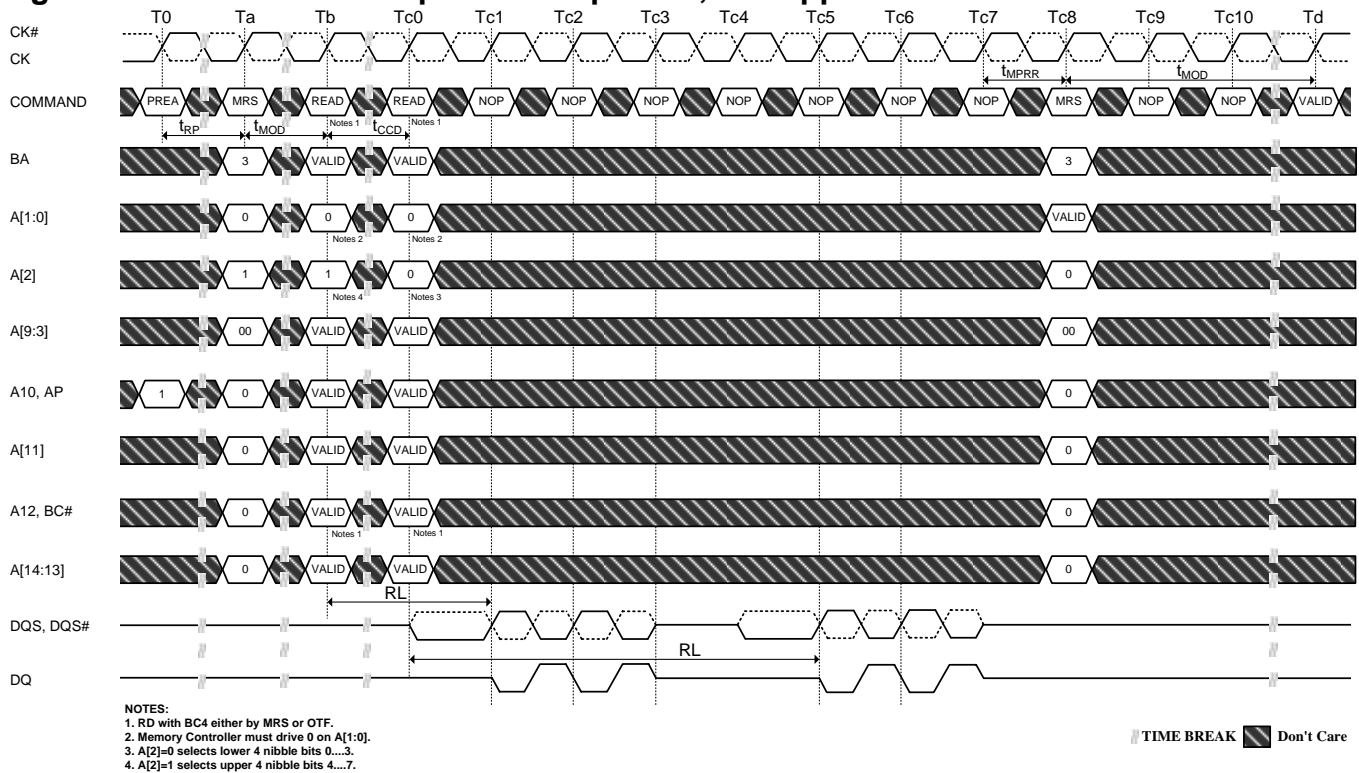 T0 Ta Tb Tc0 Tc1 Tc2 Tc3 Tc4 Tc5 Tc6 Tc7 Tc8 Tc9 Tc10 Td
CK#
CK
tMPRR tMOD
COMMAND PREA MRS READ READ NOP NOP NOP NOP NOP NOP NOP MRS NOP NOP VALID
Notes 1 Notes 1
tRP tMOD tCCD
BA 3 VALID VALID 3
A[1:0] 0 0 0 VALID
Notes 2 Notes 2
A[2] 1 1 0 0
Notes 4 Notes 3
A[9:3] 00 VALID VALID 00
A10, AP 1 0 VALID VALID 0
A[11] 0 VALID VALID 0
A12, BC# 0 VALID VALID 0
Notes 1 Notes 1
A[14:13] 0 VALID VALID 0
RL
DQS, DQS#
RL
DQ
NOTES:
1. RD with BC4 either by MRS or OTF.
2. Memory Controller must drive 0 on A[1:0].
3. A[2]=0 selects lower 4 nibble bits 0....3.
4. A[2]=1 selects upper 4 nibble bits 4....7.
TIME BREAK Don't Care